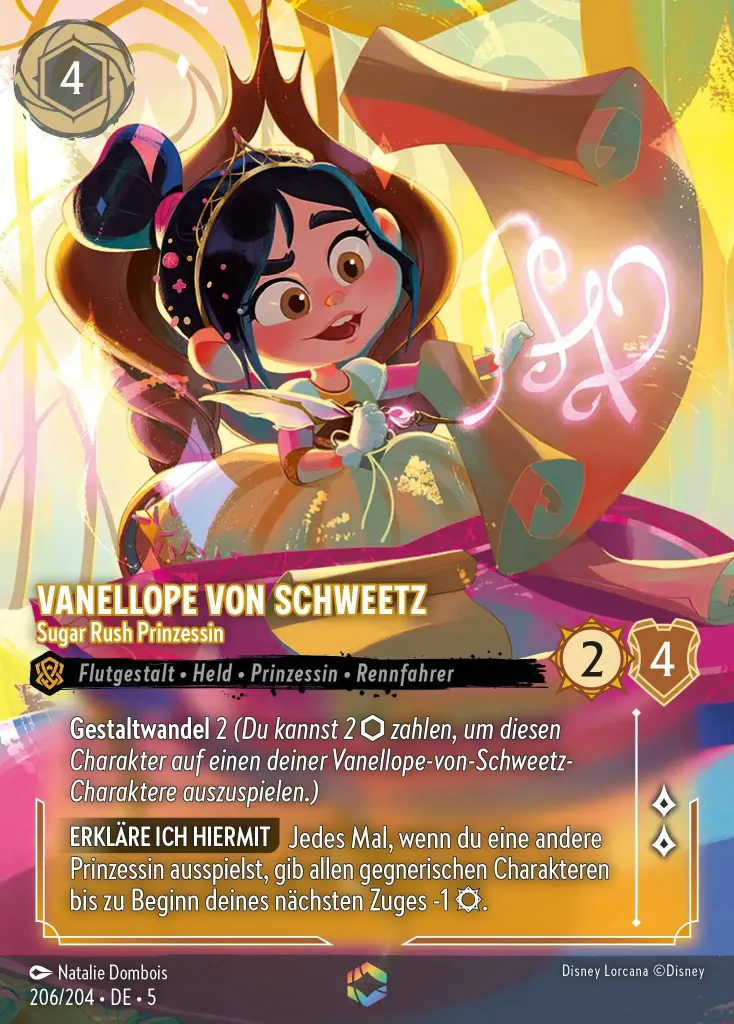 4
VANELLOPE VON SCHWEETZ
Sugar Rush Prinzessin
Flutgestalt • Held • Prinzessin • Rennfahrer
2
4
Gestaltwandel 2 (Du kannst 2 ⬡ zahlen, um diesen
Charakter auf einen deiner Vanellope-von-Schweetz-
Charaktere auszuspielen.)
ERKLÄRE ICH HIERMIT Jedes Mal, wenn du eine andere
Prinzessin ausspielst, gib allen gegnerischen Charakteren
bis zu Beginn deines nächsten Zuges -1 ¤.
Natalie Dombois
Disney Lorcana ©Disney
206/204 • DE • 5